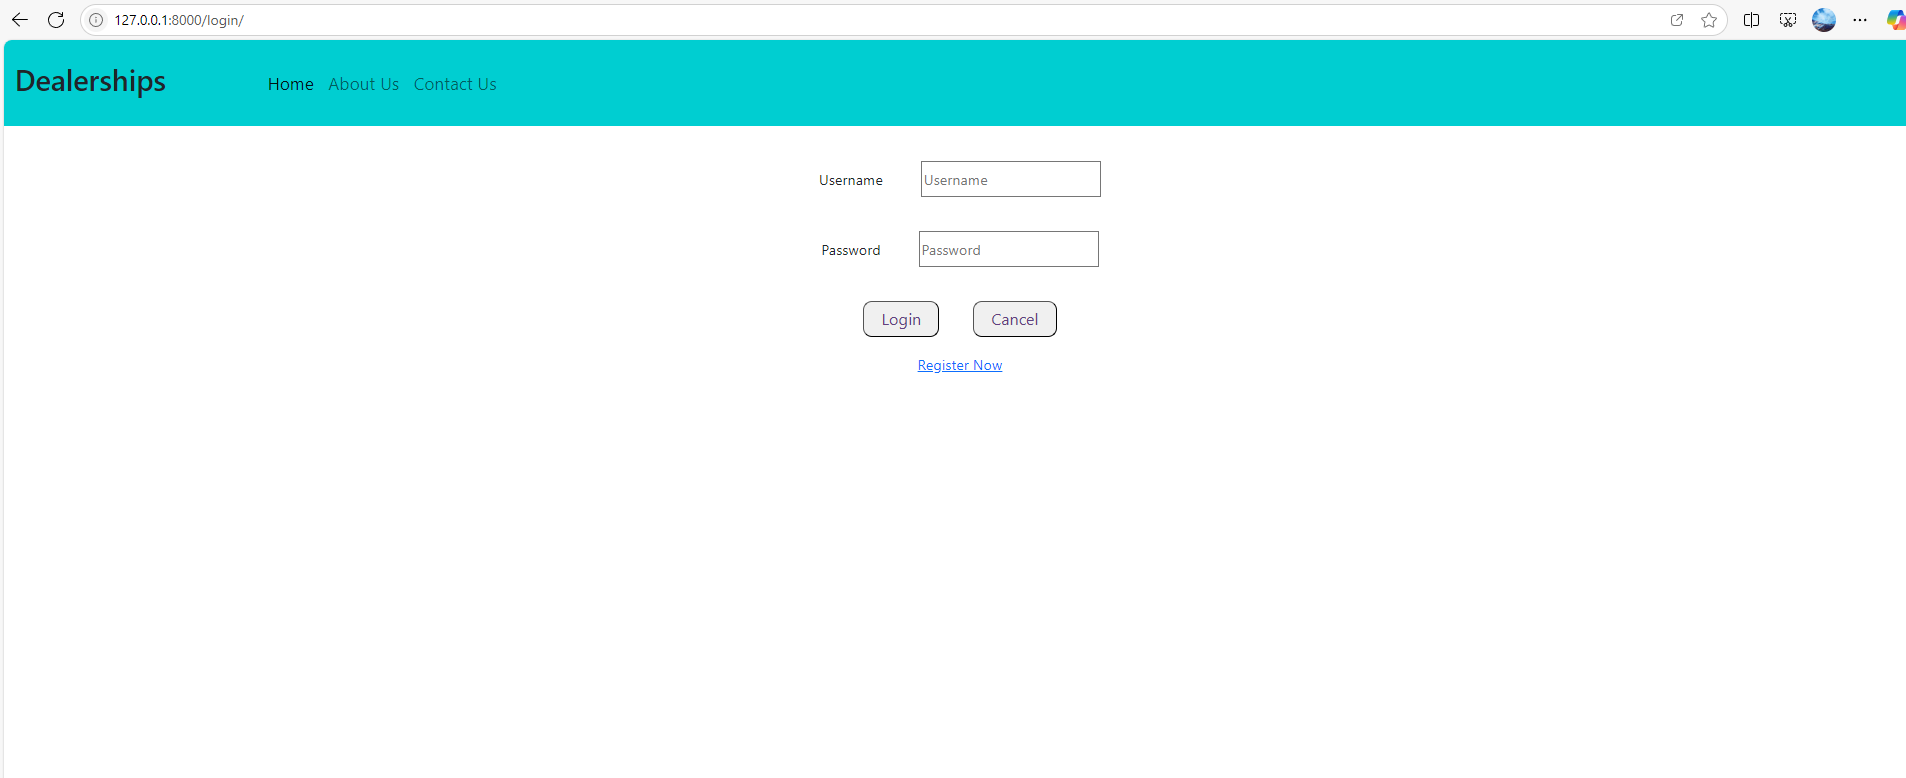 127.0.0.1:8000/login/
Dealerships
Home About Us Contact Us
Username Username
Password Password
Login Cancel
Register Now